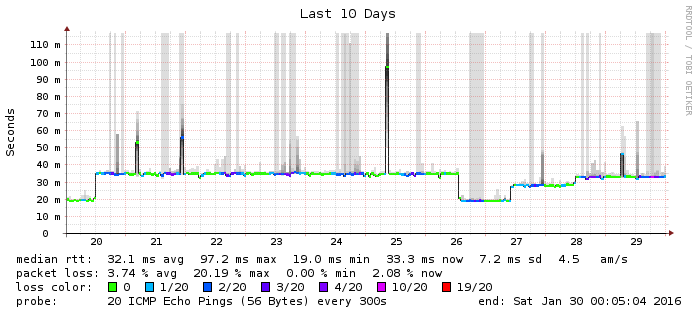 Last 10 Days
RRDTOOL / TOBI OETIKER
Seconds
110 m
100 m
90 m
80 m
70 m
60 m
50 m
40 m
30 m
20 m
10 m
0
20 21 22 23 24 25 26 27 28 29
median rtt: 32.1 ms avg 97.2 ms max 19.0 ms min 33.3 ms now 7.2 ms sd 4.5 am/s
packet loss: 3.74 % avg 20.19 % max 0.00 % min 2.08 % now
loss color: 0 1/20 2/20 3/20 4/20 10/20 19/20
probe: 20 ICMP Echo Pings (56 Bytes) every 300s end: Sat Jan 30 00:05:04 2016